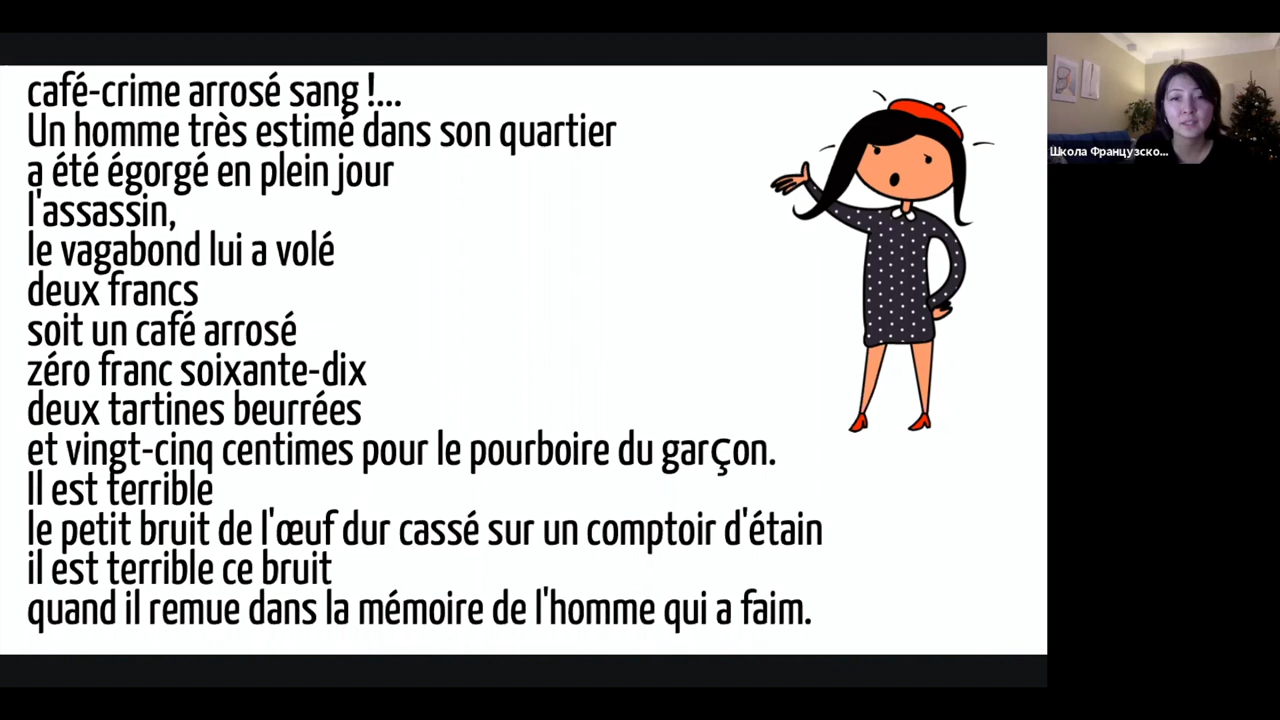 café-crime arrosé sang !...
Un homme très estimé dans son quartier
a été égorgé en plein jour
l'assassin,
le vagabond lui a volé
deux francs
soit un café arrosé
zéro franc soixante-dix
deux tartines beurrées
et vingt-cinq centimes pour le pourboire du garçon.
Il est terrible
le petit bruit de l'œuf dur cassé sur un comptoir d'étain
il est terrible ce bruit
quand il remue dans la mémoire de l'homme qui a faim.
Школа Французско...